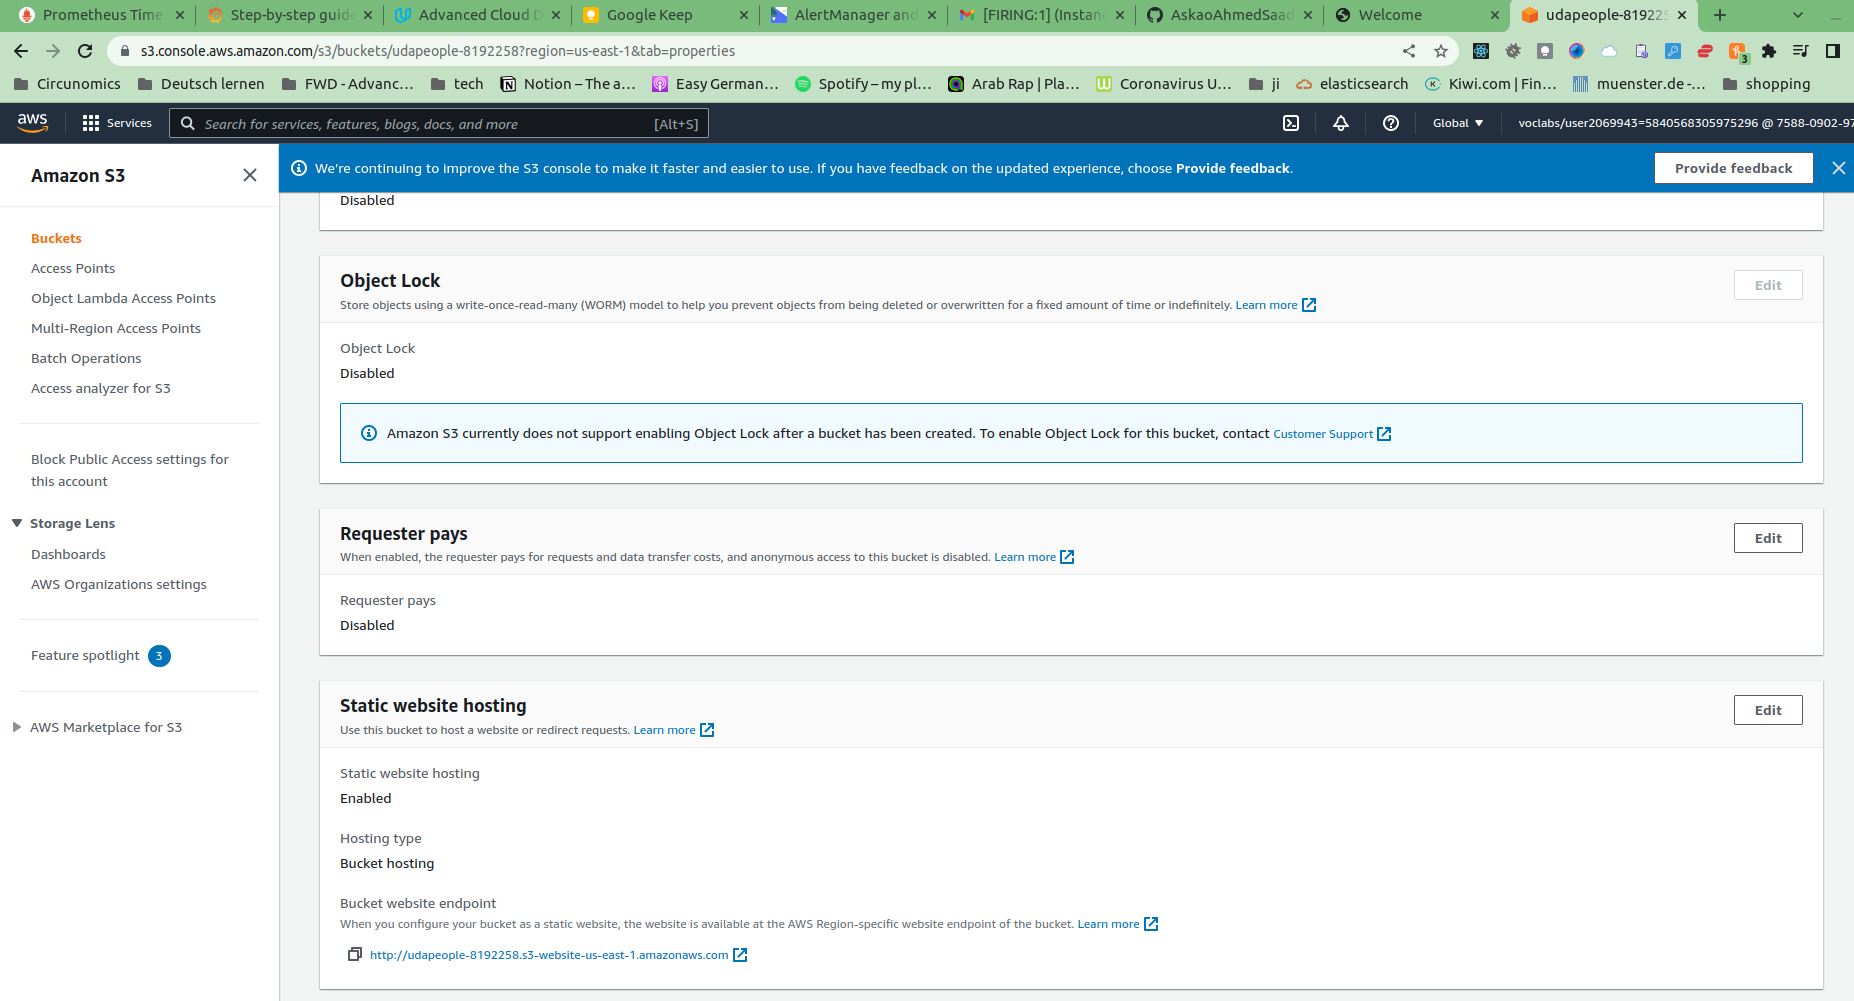 Prometheus Time
Step-by-step guide
Advanced Cloud D
Google Keep
AlertManager and
[FIRING:1] (Instanc
AskaoAhmedSaad
Welcome
udapeople-819225
s3.console.aws.amazon.com/s3/buckets/udapeople-8192258?region=us-east-1&tab=properties
3
Circunomics
Deutsch lernen
FWD - Advanc...
tech
Notion – The a...
Easy German...
Spotify – my pl...
Arab Rap | Pla...
Coronavirus U...
ji
elasticsearch
Kiwi.com | Fin...
muenster.de -...
shopping
aws
Services
Search for services, features, blogs, docs, and more
[Alt+S]
Global
voclabs/user2069943=5840568305975296 @ 7588-0902-97
Amazon S3
We're continuing to improve the S3 console to make it faster and easier to use. If you have feedback on the updated experience, choose Provide feedback.
Provide feedback
Buckets
Access Points
Object Lambda Access Points
Multi-Region Access Points
Batch Operations
Access analyzer for S3
Block Public Access settings for
this account
Storage Lens
Dashboards
AWS Organizations settings
Feature spotlight 3
AWS Marketplace for S3
Disabled
Object Lock
Edit
Store objects using a write-once-read-many (WORM) model to help you prevent objects from being deleted or overwritten for a fixed amount of time or indefinitely. Learn more
Object Lock
Disabled
Amazon S3 currently does not support enabling Object Lock after a bucket has been created. To enable Object Lock for this bucket, contact Customer Support
Requester pays
Edit
When enabled, the requester pays for requests and data transfer costs, and anonymous access to this bucket is disabled. Learn more
Requester pays
Disabled
Static website hosting
Edit
Use this bucket to host a website or redirect requests. Learn more
Static website hosting
Enabled
Hosting type
Bucket hosting
Bucket website endpoint
When you configure your bucket as a static website, the website is available at the AWS Region-specific website endpoint of the bucket. Learn more
http://udapeople-8192258.s3-website-us-east-1.amazonaws.com